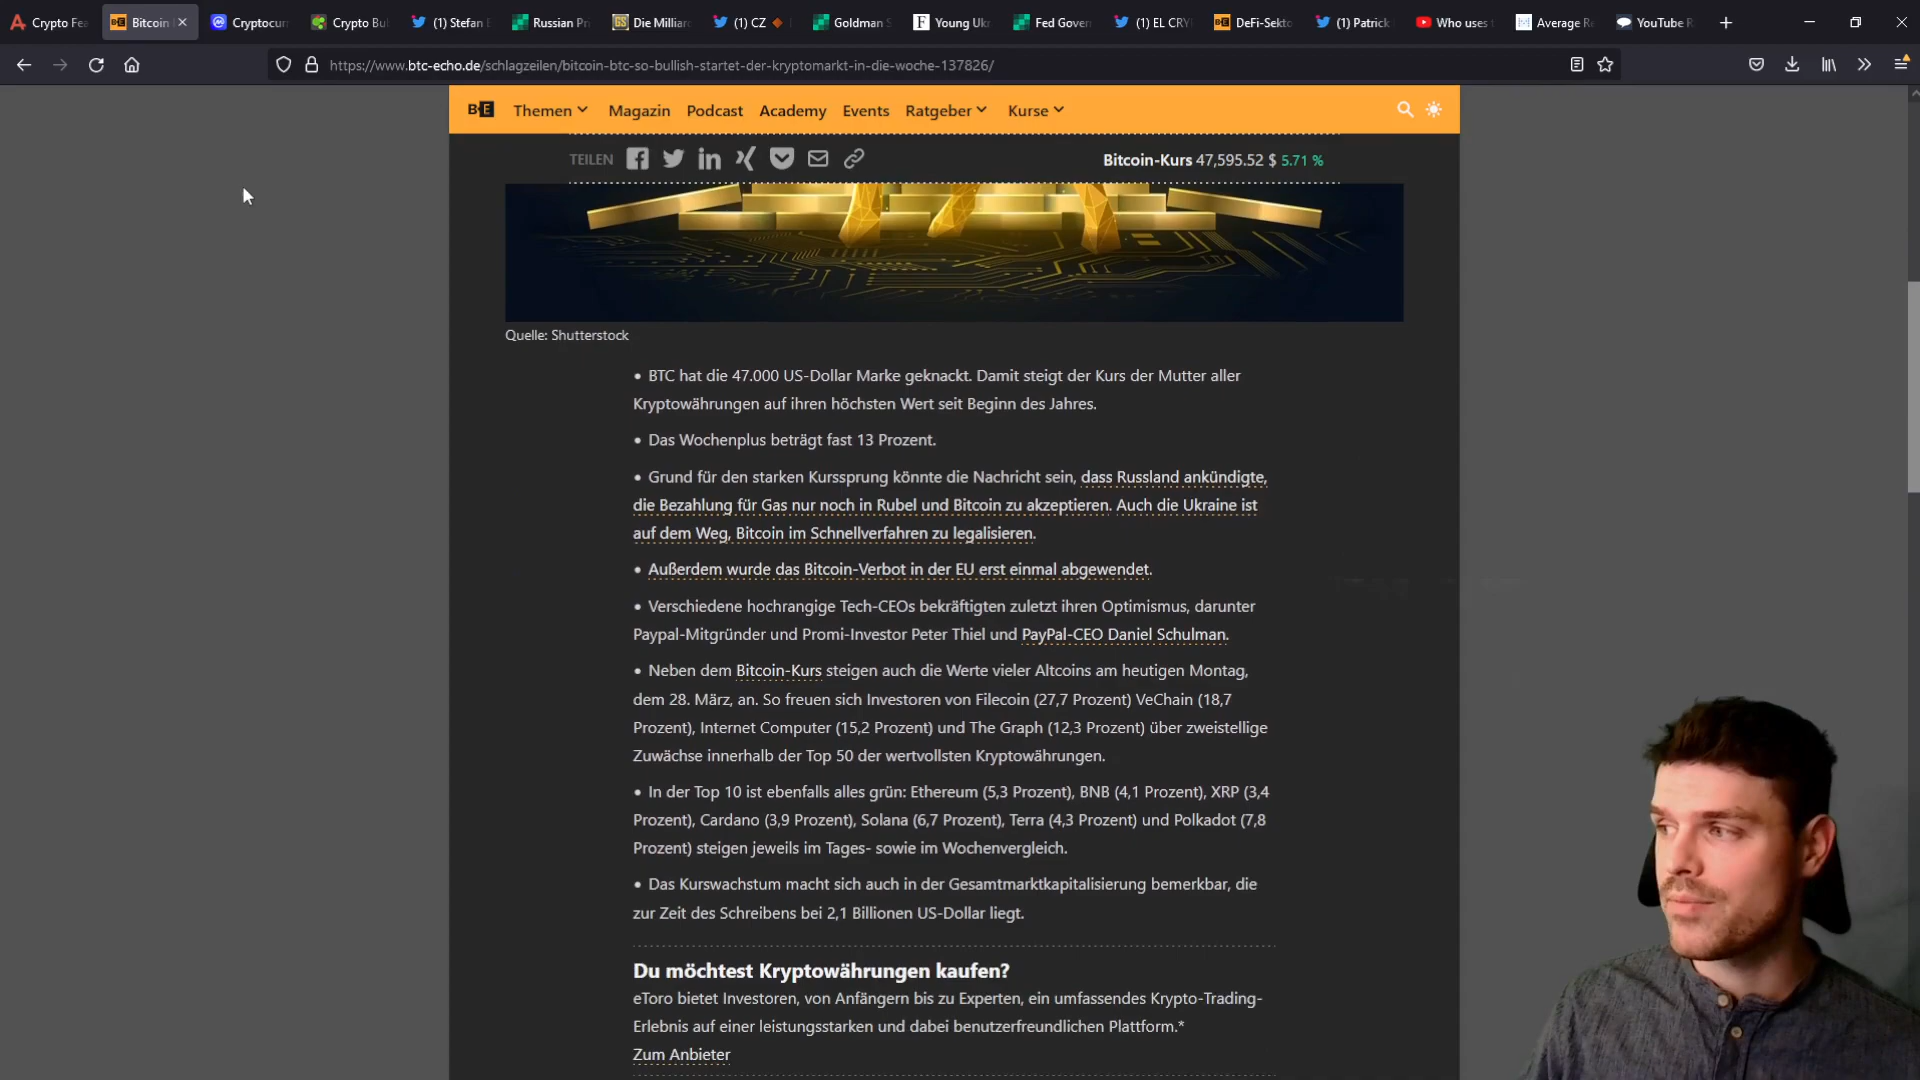 Crypto Fea
Bitcoin
Cryptocurr
Crypto Bul
(1) Stefan E
Russian Pr
Die Milliar
(1) CZ
Goldman S
Young Ukr
Fed Gover
(1) EL CRY
DeFi-Sekto
(1) Patrick
Who uses
Average Re
YouTube R
https://www.btc-echo.de/schlagzeilen/bitcoin-btc-so-bullish-startet-der-kryptomarkt-in-die-woche-137826/
Themen Magazin Podcast Academy Events Ratgeber Kurse
TEILEN Bitcoin-Kurs 47,595.52 $ 5.71 %
Quelle: Shutterstock
• BTC hat die 47.000 US-Dollar Marke geknackt. Damit steigt der Kurs der Mutter aller
Kryptowährungen auf ihren höchsten Wert seit Beginn des Jahres.
• Das Wochenplus beträgt fast 13 Prozent.
• Grund für den starken Kurssprung könnte die Nachricht sein, dass Russland ankündigte,
die Bezahlung für Gas nur noch in Rubel und Bitcoin zu akzeptieren. Auch die Ukraine ist
auf dem Weg, Bitcoin im Schnellverfahren zu legalisieren.
• Außerdem wurde das Bitcoin-Verbot in der EU erst einmal abgewendet.
• Verschiedene hochrangige Tech-CEOs bekräftigten zuletzt ihren Optimismus, darunter
Paypal-Mitgründer und Promi-Investor Peter Thiel und PayPal-CEO Daniel Schulman.
• Neben dem Bitcoin-Kurs steigen auch die Werte vieler Altcoins am heutigen Montag,
dem 28. März, an. So freuen sich Investoren von Filecoin (27,7 Prozent) VeChain (18,7
Prozent), Internet Computer (15,2 Prozent) und The Graph (12,3 Prozent) über zweistellige
Zuwächse innerhalb der Top 50 der wertvollsten Kryptowährungen.
• In der Top 10 ist ebenfalls alles grün: Ethereum (5,3 Prozent), BNB (4,1 Prozent), XRP (3,4
Prozent), Cardano (3,9 Prozent), Solana (6,7 Prozent), Terra (4,3 Prozent) und Polkadot (7,8
Prozent) steigen jeweils im Tages- sowie im Wochenvergleich.
• Das Kurswachstum macht sich auch in der Gesamtmarktkapitalisierung bemerkbar, die
zur Zeit des Schreibens bei 2,1 Billionen US-Dollar liegt.
Du möchtest Kryptowährungen kaufen?
eToro bietet Investoren, von Anfängern bis zu Experten, ein umfassendes Krypto-Trading-
Erlebnis auf einer leistungsstarken und dabei benutzerfreundlichen Plattform.*
Zum Anbieter